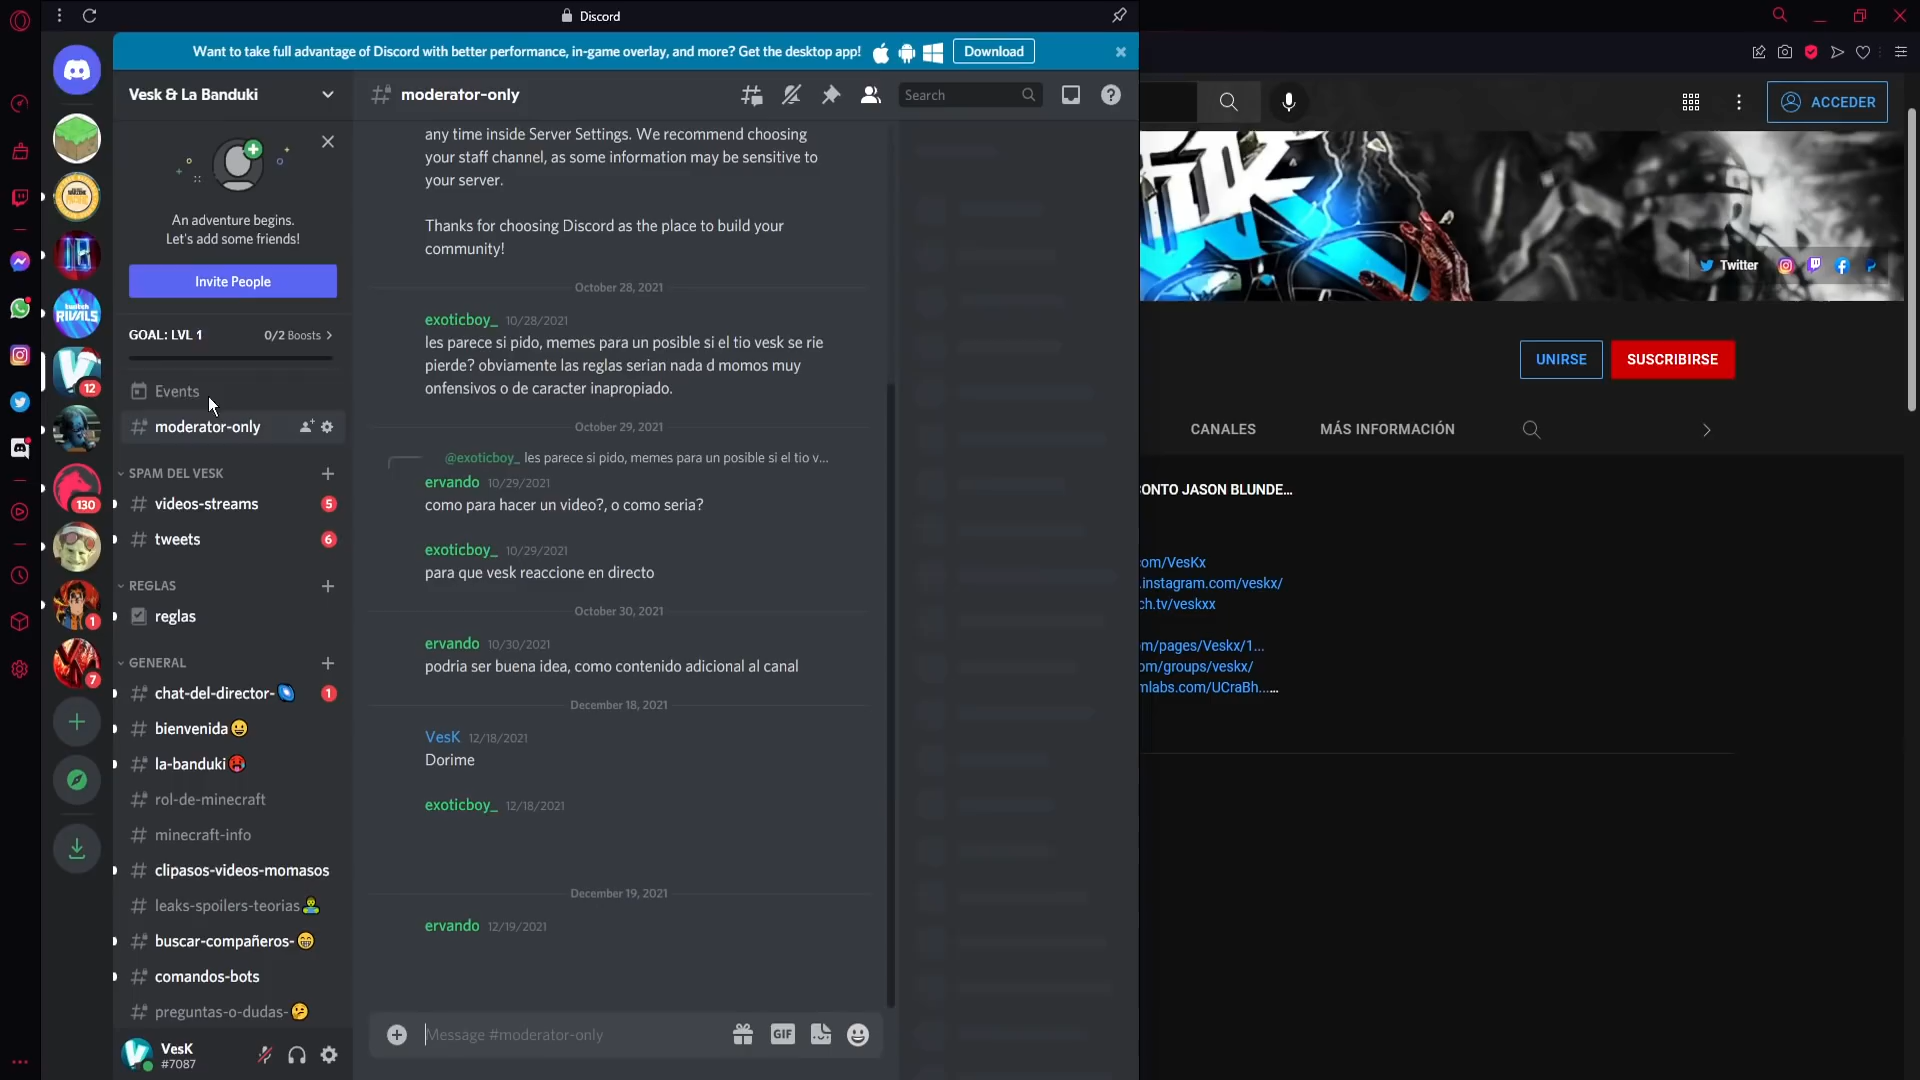 Discord
Want to take full advantage of Discord with better performance, in-game overlay, and more? Get the desktop app!
Download
Vesk & La Banduki
An adventure begins.
Let's add some friends!
Invite People
GOAL: LVL 1
0/2 Boosts
Events
moderator-only
SPAM DEL VESK
videos-streams
5
tweets
6
REGLAS
reglas
GENERAL
chat-del-director-
1
bienvenida
la-banduki
rol-de-minecraft
minecraft-info
clipasos-videos-momasos
leaks-spoilers-teorias
buscar-compañeros-
comandos-bots
preguntas-o-dudas-
VesK
#7087
twitch
RIVALS
12
130
1
7
moderator-only
Search
any time inside Server Settings. We recommend choosing
your staff channel, as some information may be sensitive to
your server.
Thanks for choosing Discord as the place to build your
community!
October 28, 2021
exoticboy_ 10/28/2021
les parece si pido, memes para un posible si el tio vesk se rie
pierde? obviamente las reglas serian nada d momos muy
onfensivos o de caracter inapropiado.
October 29, 2021
@exoticboy_ les parece si pido, memes para un posible si el tio v...
ervando 10/29/2021
como para hacer un video?, o como seria?
exoticboy_ 10/29/2021
para que vesk reaccione en directo
October 30, 2021
ervando 10/30/2021
podria ser buena idea, como contenido adicional al canal
December 18, 2021
VesK 12/18/2021
Dorime
exoticboy_ 12/18/2021
December 19, 2021
ervando 12/19/2021
Message #moderator-only
GIF
ACCEDER
Twitter
UNIRSE
SUSCRIBIRSE
CANALES
MÁS INFORMACIÓN
ONTO JASON BLUNDE...
om/VesKx
.instagram.com/veskx/
ch.tv/veskxx
m/pages/Veskx/1...
om/groups/veskx/
mlabs.com/UCraBh......